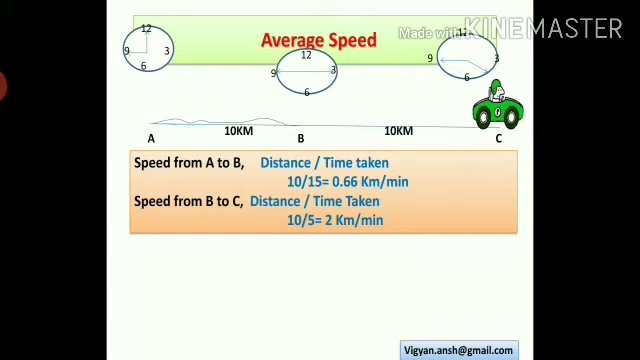 Made with KINEMASTER
Average Speed
12
9
3
6
12
9
3
6
12
9
3
6
10KM
10KM
A
B
C
Speed from A to B, Distance / Time taken
10/15= 0.66 Km/min
Speed from B to C, Distance / Time Taken
10/5= 2 Km/min
Vigyan.ansh@gmail.com